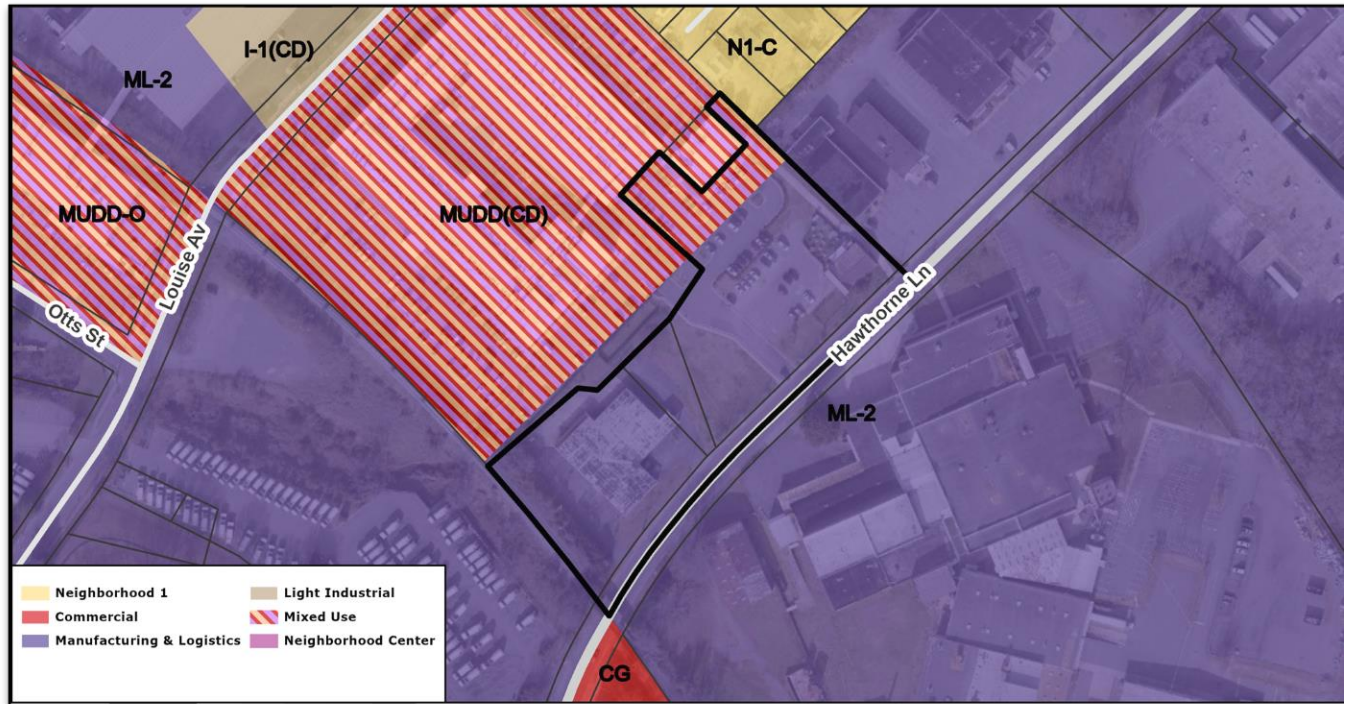 I-1(CD)
N1-C
ML-2
MUDD-O
MUDD(CD)
Louise Av
Otts St
Hawthorne Ln
ML-2
CG
Neighborhood 1
Light Industrial
Commercial
Mixed Use
Manufacturing & Logistics
Neighborhood Center